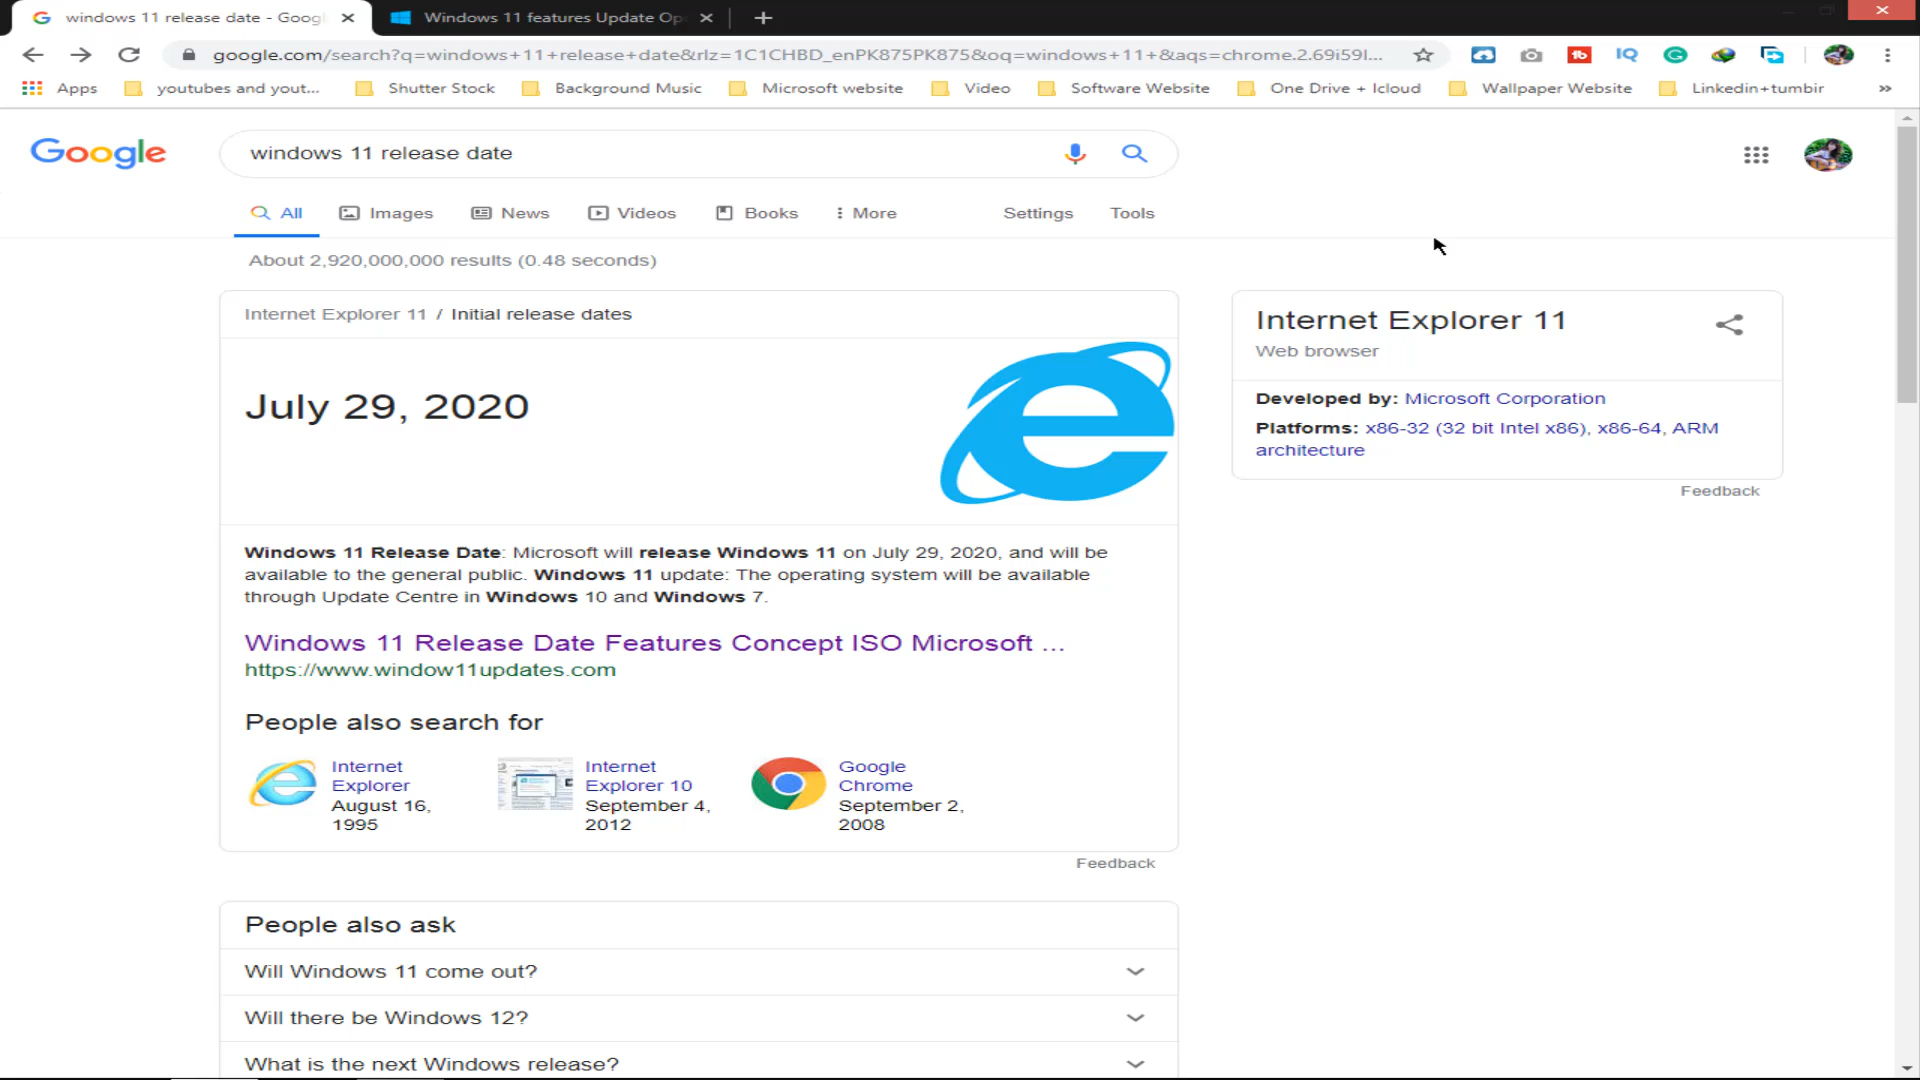 windows 11 release date - Goog
Windows 11 features Update Op
google.com/search?q=windows+11+release+date&rlz=1C1CHBD_enPK875PK875&oq=windows+11+&aqs=chrome.2.69i59l...
Apps
youtubes and yout...
Shutter Stock
Background Music
Microsoft website
Video
Software Website
One Drive + Icloud
Wallpaper Website
Linkedin+tumbir
Google
windows 11 release date
All Images News Videos Books More Settings Tools
About 2,920,000,000 results (0.48 seconds)
Internet Explorer 11 / Initial release dates
July 29, 2020
Windows 11 Release Date: Microsoft will release Windows 11 on July 29, 2020, and will be
available to the general public. Windows 11 update: The operating system will be available
through Update Centre in Windows 10 and Windows 7.
Windows 11 Release Date Features Concept ISO Microsoft ...
https://www.window11updates.com
People also search for
Internet
Explorer
August 16,
1995
Internet
Explorer 10
September 4,
2012
Google
Chrome
September 2,
2008
Feedback
People also ask
Will Windows 11 come out?
Will there be Windows 12?
What is the next Windows release?
Internet Explorer 11
Web browser
Developed by: Microsoft Corporation
Platforms: x86-32 (32 bit Intel x86), x86-64, ARM
architecture
Feedback